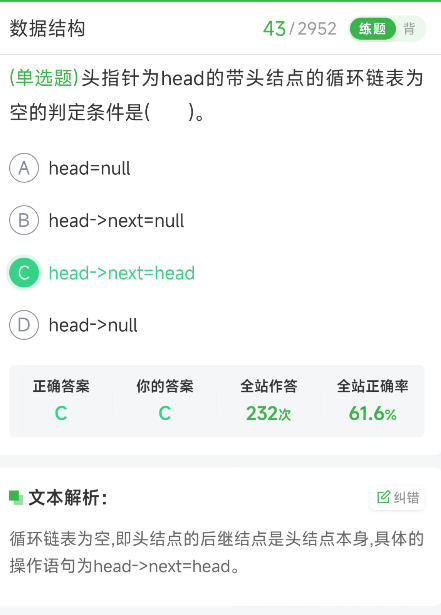 数据结构 43/2952 练题 背
(单选题)头指针为head的带头结点的循环链表为
空的判定条件是(      )。
A head=null
B head->next=null
C head->next=head
D head->null
正确答案 你的答案 全站作答 全站正确率
C C 232次 61.6%
文本解析： 纠错
循环链表为空,即头结点的后继结点是头结点本身,具体的
操作语句为head->next=head。